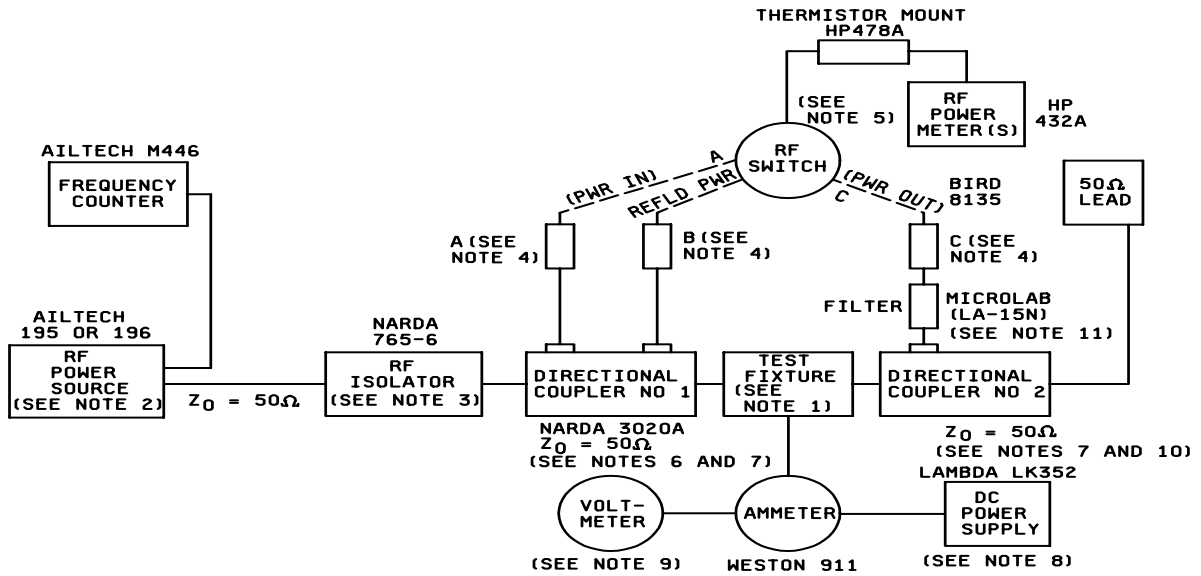 THERMISTOR MOUNT
HP478A
(SEE
NOTE 5)
RF
POWER
METER(S)
HP
432A
AILTECH M446
FREQUENCY
COUNTER
RF
SWITCH
A
(PWR IN)
REFLD PWR
(PWR OUT)
C
BIRD
8135
50Ω
LEAD
A (SEE
NOTE 4)
B (SEE
NOTE 4)
C (SEE
NOTE 4)
FILTER
MICROLAB
(LA-15N)
(SEE NOTE 11)
AILTECH
195 OR 196
RF
POWER
SOURCE
(SEE NOTE 2)
Z0 = 50Ω
NARDA
765-6
RF
ISOLATOR
(SEE NOTE 3)
DIRECTIONAL
COUPLER NO 1
TEST
FIXTURE
(SEE
NOTE 1)
DIRECTIONAL
COUPLER NO 2
NARDA 3020A
Z0 = 50Ω
(SEE NOTES 6 AND 7)
Z0 = 50Ω
(SEE NOTES 7 AND 10)
LAMBDA LK352
VOLT-
METER
AMMETER
DC
POWER
SUPPLY
(SEE NOTE 9)
WESTON 911
(SEE NOTE 8)